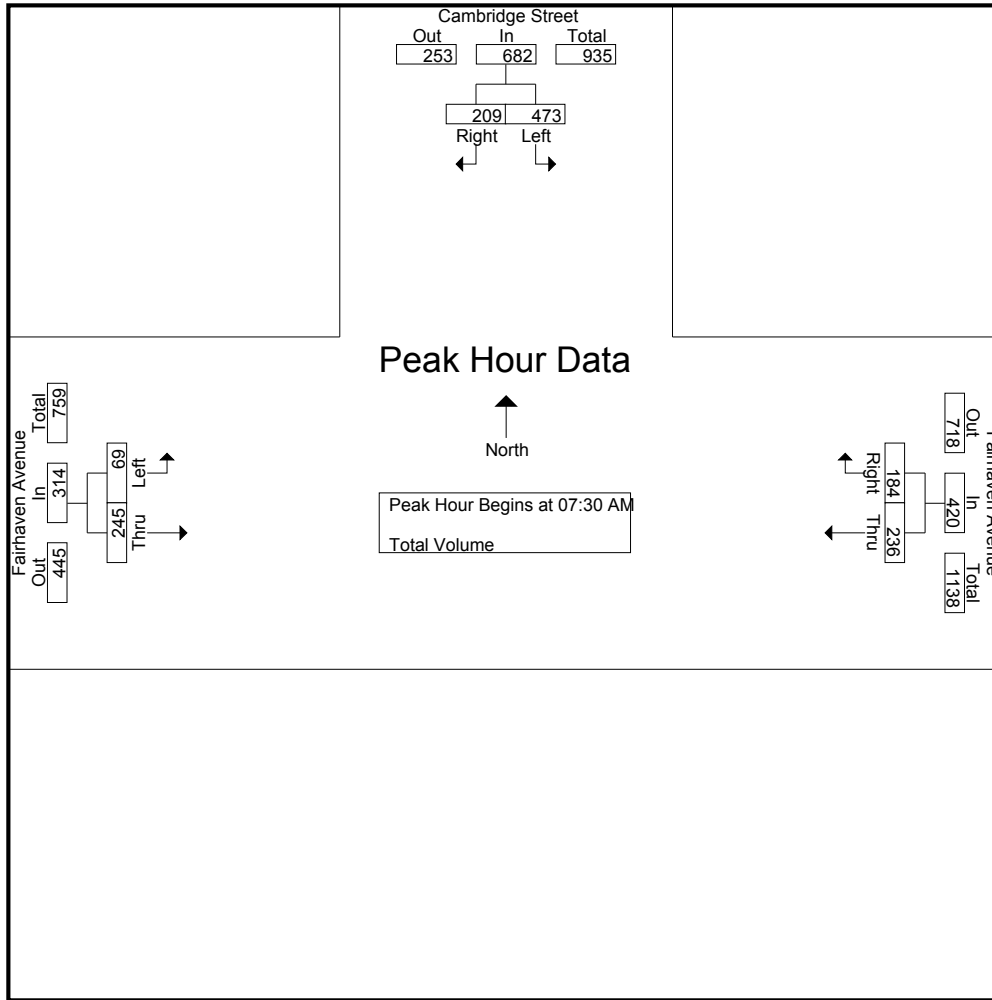 Cambridge Street
Out In Total
253 682 935
209 473
Right Left
Peak Hour Data
North
Peak Hour Begins at 07:30 AM
Total Volume
Fairhaven Avenue
Total In Out
759 314 445
69 245
Left Thru
Fairhaven Avenue
Out In Total
718 420 1138
184 236
Right Thru